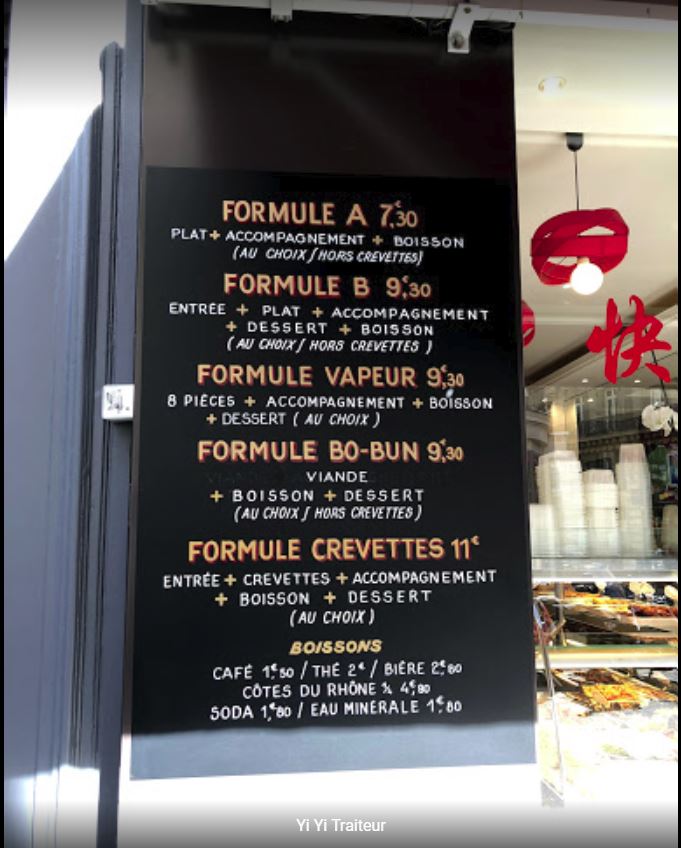 FORMULE A 7€,30
PLAT + ACCOMPAGNEMENT + BOISSON
(AU CHOIX / HORS CREVETTES)
FORMULE B 9€,30
ENTRÉE + PLAT + ACCOMPAGNEMENT
+ DESSERT + BOISSON
(AU CHOIX / HORS CREVETTES )
FORMULE VAPEUR 9€,30
8 PIÈCES + ACCOMPAGNEMENT + BOISSON
+ DESSERT ( AU CHOIX )
FORMULE BO-BUN 9€,30
VIANDE
+ BOISSON + DESSERT
(AU CHOIX / HORS CREVETTES )
FORMULE CREVETTES 11€
ENTRÉE + CREVETTES + ACCOMPAGNEMENT
+ BOISSON + DESSERT
(AU CHOIX )
BOISSONS
CAFÉ 1€,50 / THÉ 2€ / BIÈRE 2€,80
CÔTES DU RHÔNE ¼ 4€,80
SODA 1€,80 / EAU MINÉRALE 1€,80
快
Yi Yi Traiteur